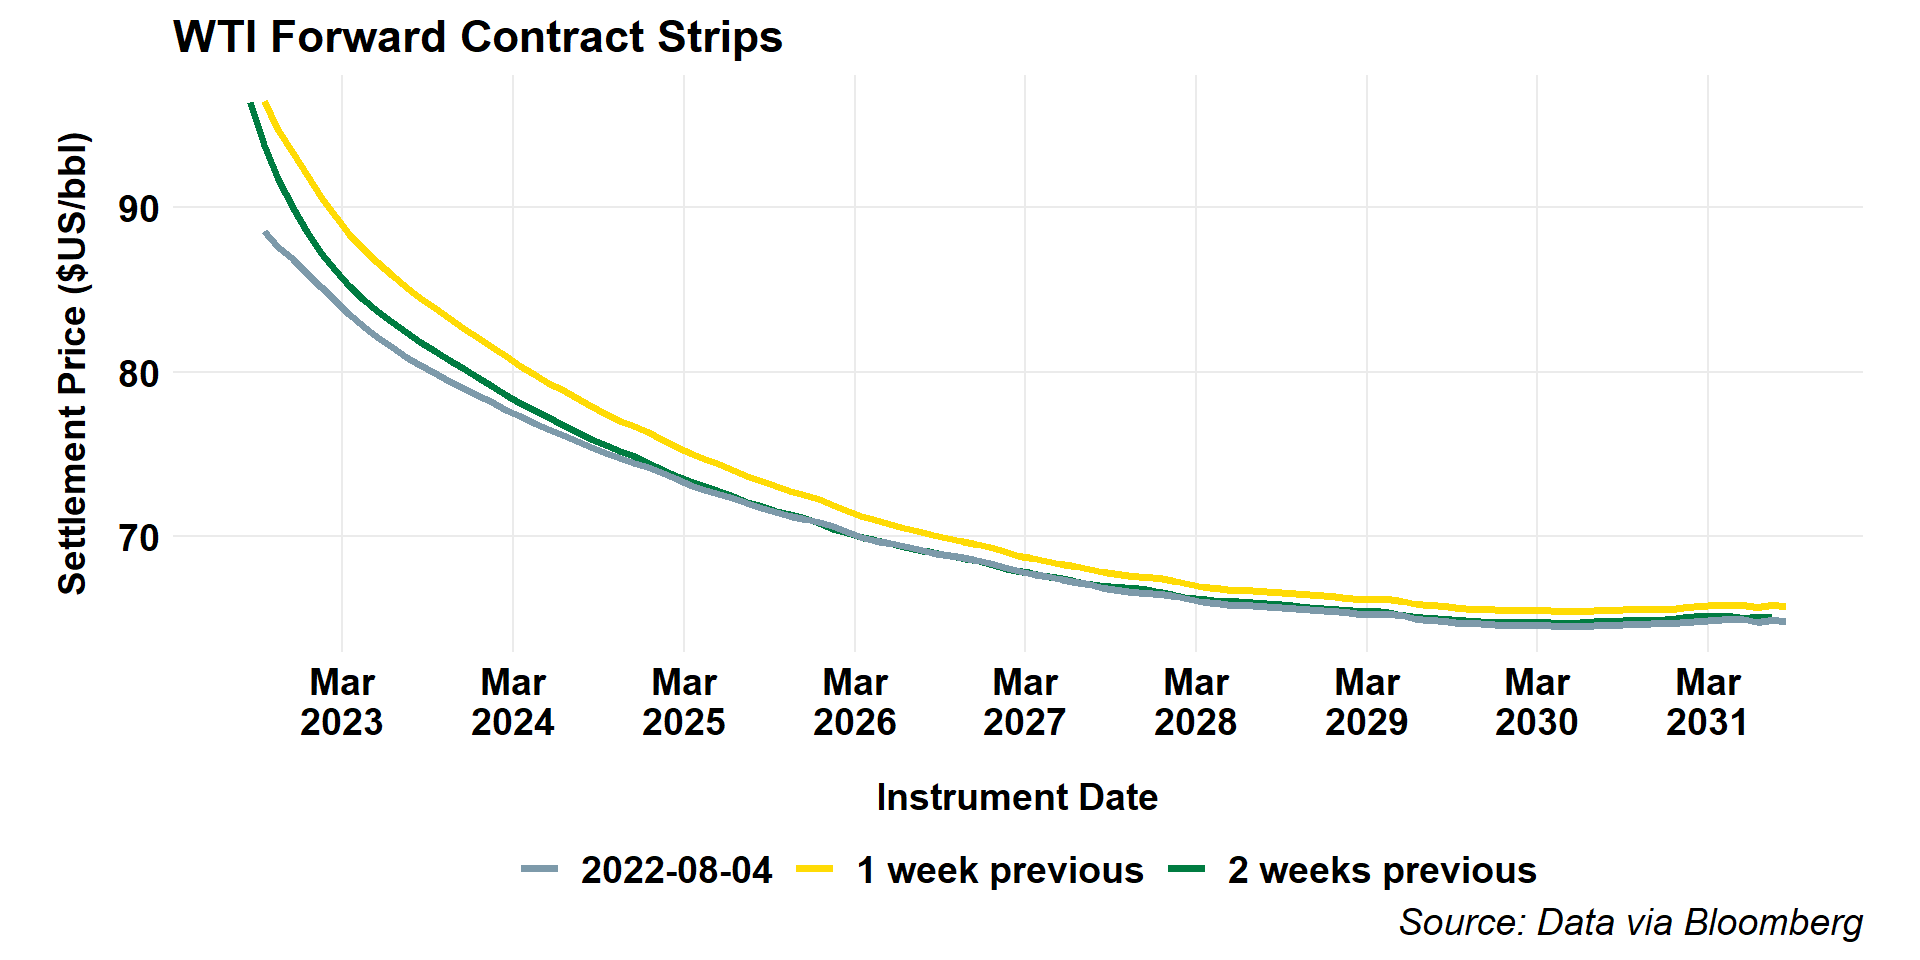 WTI Forward Contract Strips
Settlement Price ($US/bbl)
90
80
70
Mar Mar Mar Mar Mar Mar Mar Mar Mar
2023 2024 2025 2026 2027 2028 2029 2030 2031
Instrument Date
2022-08-04 1 week previous 2 weeks previous
Source: Data via Bloomberg